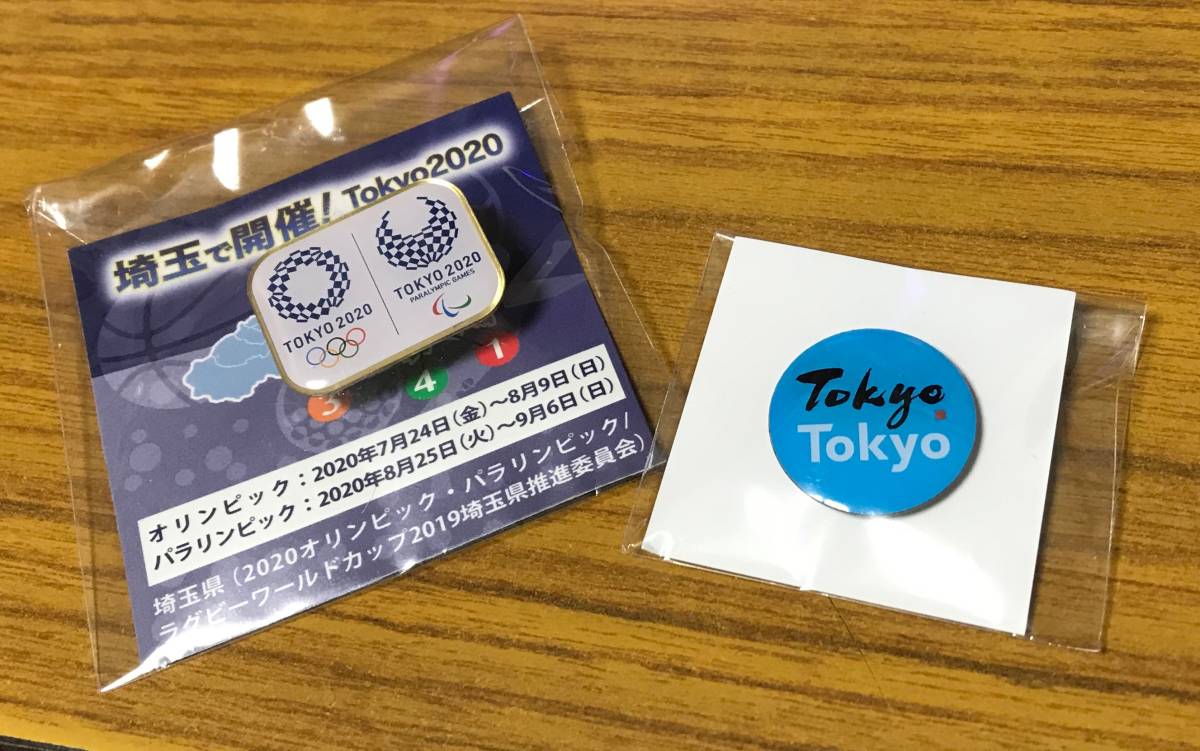 埼玉で開催! Tokyo2020
TOKYO 2020
TOKYO 2020
PARALYMPIC GAMES
3
4
1
オリンピック：2020年7月24日(金)～8月9日(日)
パラリンピック：2020年8月25日(火)～9月6日(日)
埼玉県（2020オリンピック・パラリンピック/
ラグビーワールドカップ2019埼玉県推進委員会）
Tokyo
Tokyo